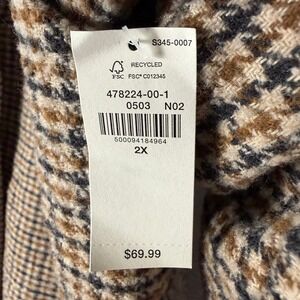 S345-0007
RECYCLED
FSC FSC® C012345
478224-00-1
0503 N02
500094184964
2X
$69.99